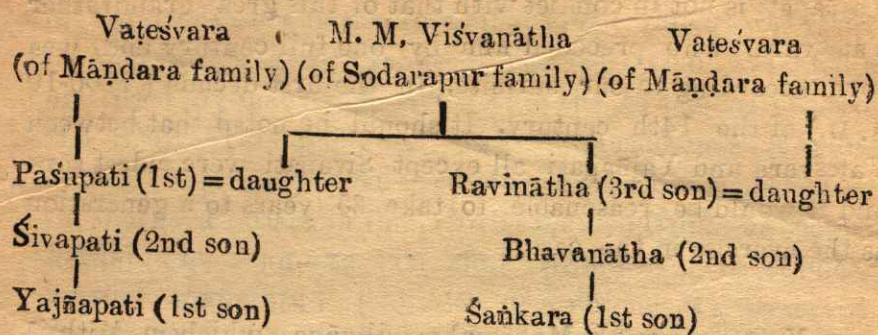 Vaṭeśvara M. M, Viśvanātha Vaṭeśvara
(of Māṇḍara family) (of Sodarapur family) (of Māṇḍara family)
Paśupati (1st) = daughter Ravinātha (3rd son) = daughter
Śivapati (2nd son) Bhavanātha (2nd son)
Yajñapati (1st son) Śaṅkara (1st son)